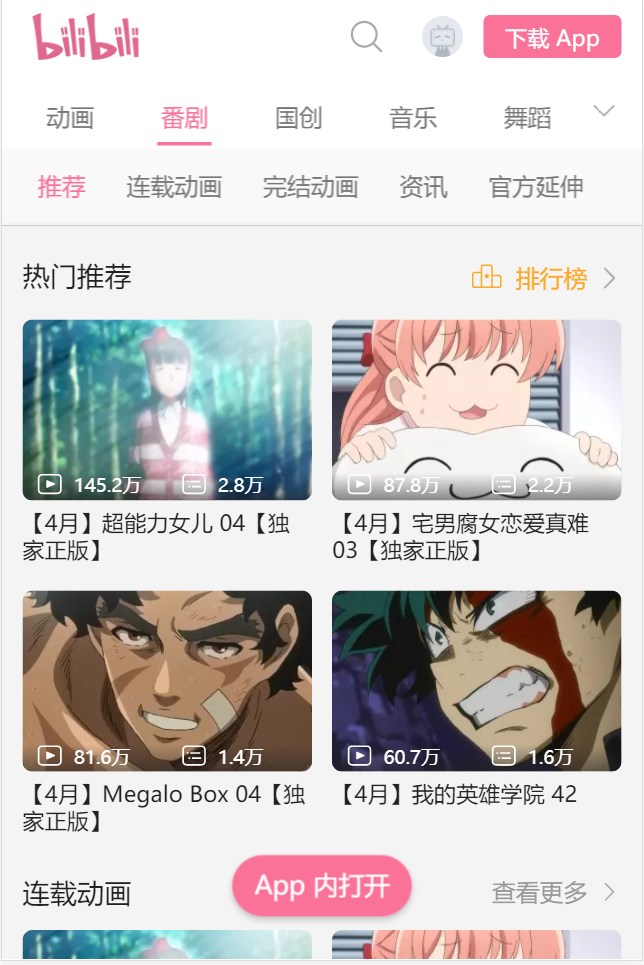 bilibili
下载 App
动画 番剧 国创 音乐 舞蹈
推荐 连载动画 完结动画 资讯 官方延伸
热门推荐 排行榜
145.2万 2.8万
87.8万 2.2万
【4月】超能力女儿 04【独
家正版】
【4月】宅男腐女恋爱真难
03【独家正版】
81.6万 1.4万
60.7万 1.6万
【4月】Megalo Box 04【独
家正版】
【4月】我的英雄学院 42
App 内打开
连载动画 查看更多